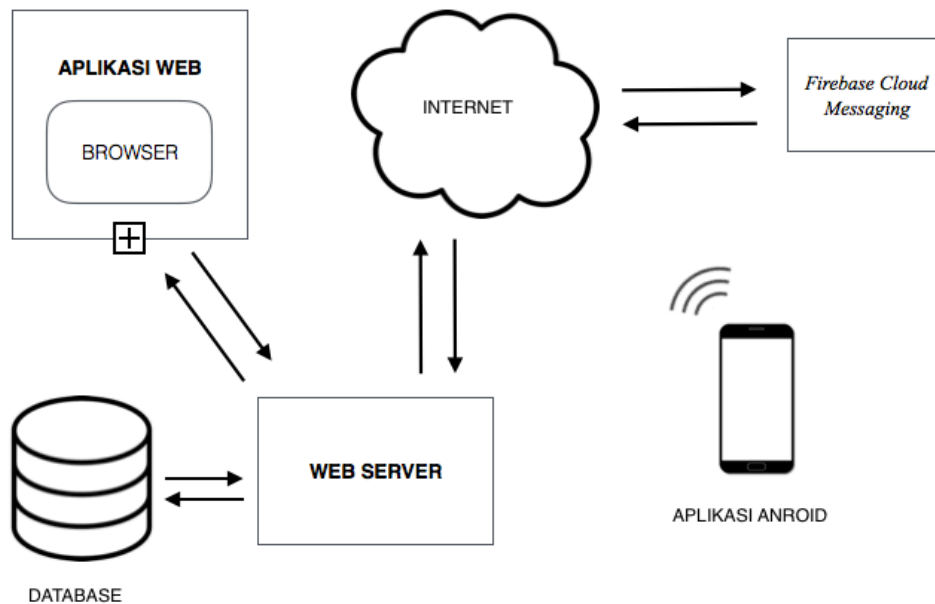 APLIKASI WEB
BROWSER
INTERNET
Firebase Cloud
Messaging
WEB SERVER
APLIKASI ANROID
DATABASE